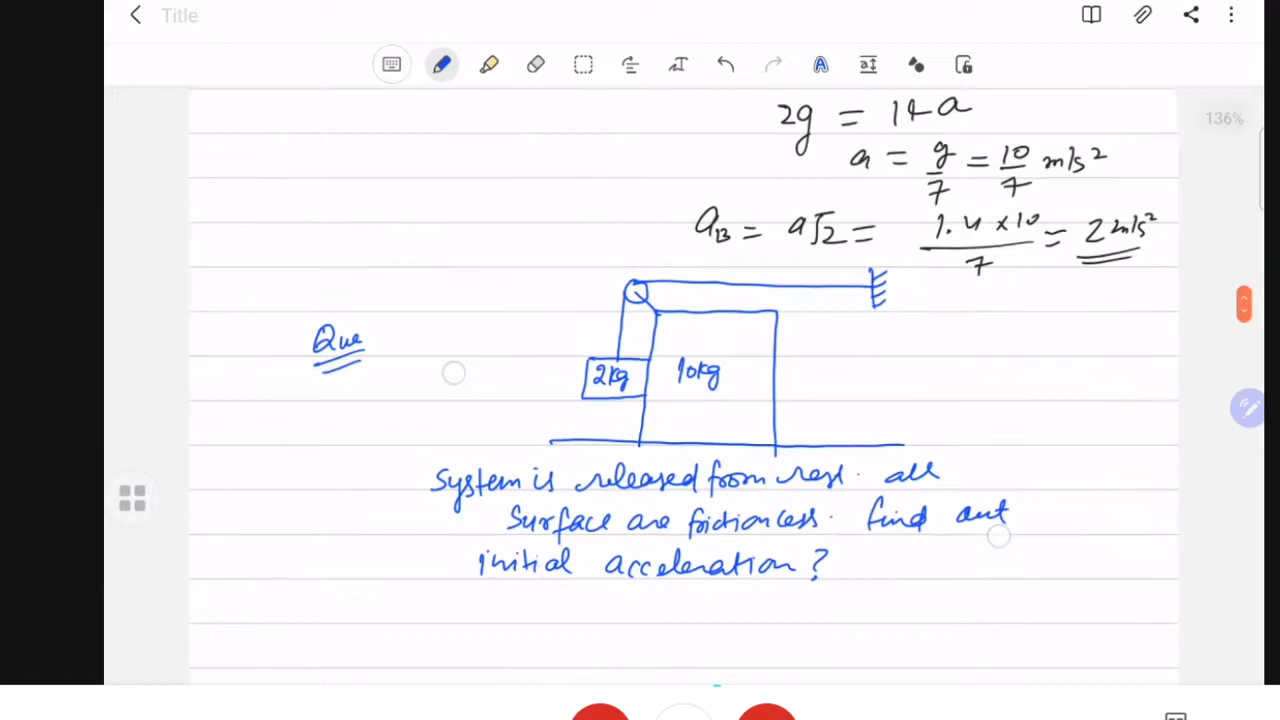 Title
136%
2g = 14a
a = g/7 = 10/7 m/s²
aB = a√2 = 1.4 × 10/7 = 2 m/s²
Que
2kg 10kg
System is released from rest. all
surface are frictionless. find out
initial acceleration?